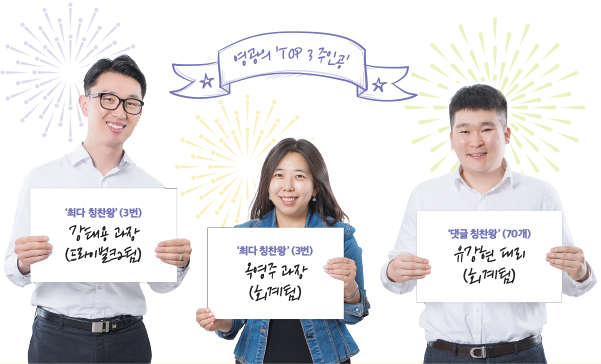 영광의 'TOP 3 주인공'
'최다 칭찬왕' (3번)
강태용 과장
(드라이벌크2팀)
'최다 칭찬왕' (3번)
옥영주 과장
(회계팀)
'댓글 칭찬왕' (70개)
유강현 대리
(회계팀)